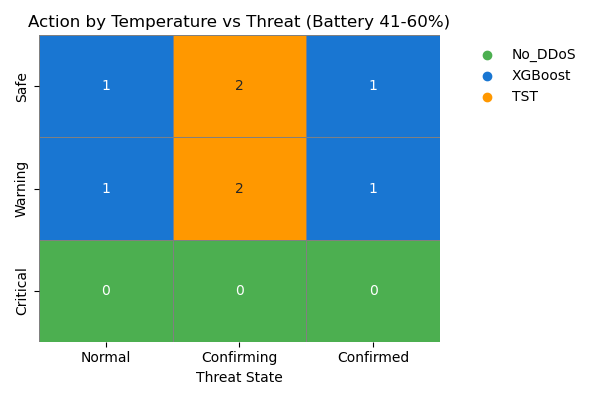 Action by Temperature vs Threat (Battery 41-60%)
No_DDoS
XGBoost
TST
Safe
1 2 1
Warning
1 2 1
Critical
0 0 0
Normal Confirming Confirmed
Threat State